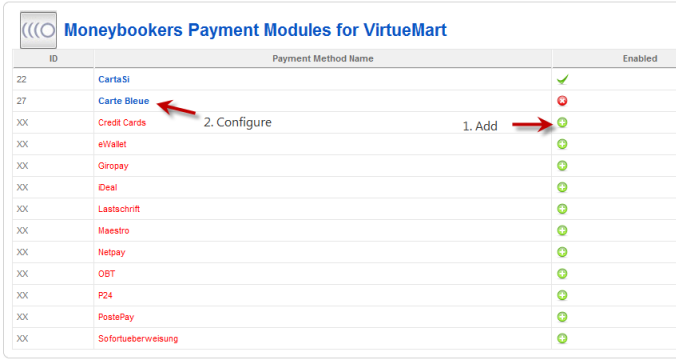 Moneybookers Payment Modules for VirtueMart
ID Payment Method Name Enabled
22 CartaSi
27 Carte Bleue
XX Credit Cards 2. Configure 1. Add
XX eWallet
XX Giropay
XX iDeal
XX Lastschrift
XX Maestro
XX Netpay
XX OBT
XX P24
XX PostePay
XX Sofortueberweisung